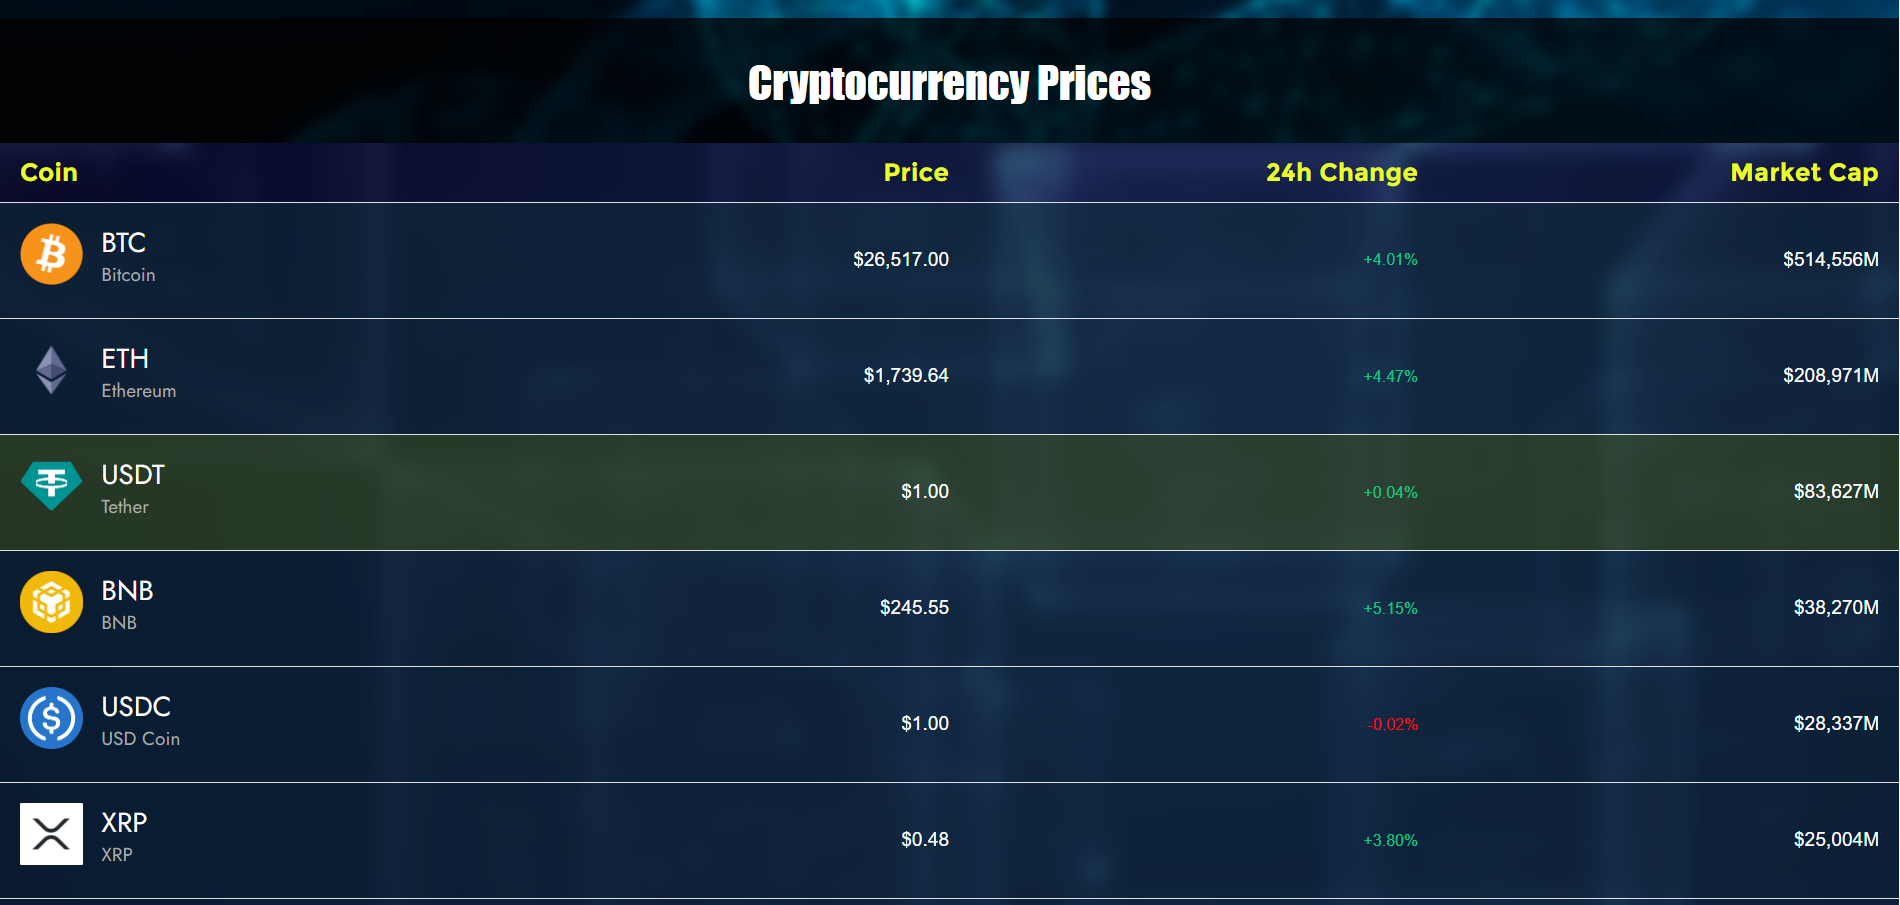 Cryptocurrency Prices
Coin Price 24h Change Market Cap
BTC
Bitcoin
$26,517.00 +4.01% $514,556M
ETH
Ethereum
$1,739.64 +4.47% $208,971M
USDT
Tether
$1.00 +0.04% $83,627M
BNB
BNB
$245.55 +5.15% $38,270M
USDC
USD Coin
$1.00 -0.02% $28,337M
XRP
XRP
$0.48 +3.80% $25,004M